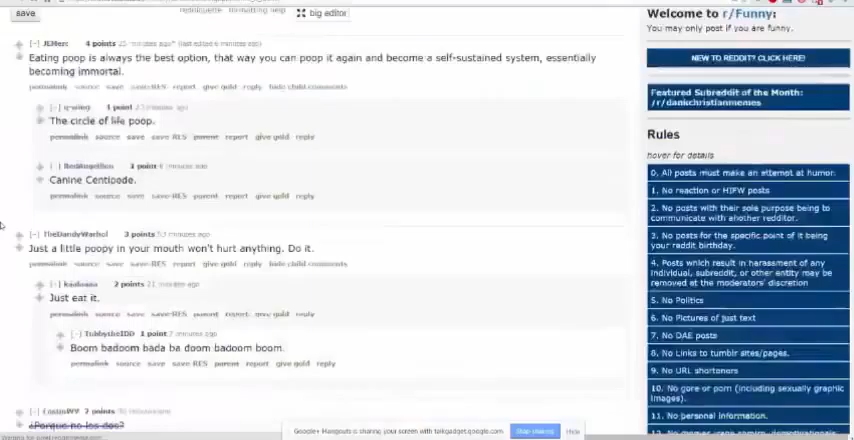 save
formatting help
big editor
[-] 4 points
Eating poop is always the best option, that way you can poop it again and become a self-sustained system, essentially
becoming immortal.
permalink source save save-RES report give gold reply hide child comments
[-] 1 point
The circle of life poop.
permalink source save save-RES parent report give gold reply
[-]
Canine Centipede.
permalink source save save-RES parent report give gold reply
[-] TheDandyWarhol 3 points
Just a little poopy in your mouth won't hurt anything. Do it.
permalink source save save-RES report give gold reply hide child comments
[-] 2 points 21 minutes ago
Just eat it.
permalink source save save-RES parent report give gold reply
[-] TubbytheIDD 1 point 7 minutes ago
Boom badoom bada ba doom badoom boom.
permalink source save save-RES parent report give gold reply
[-] 2 points
¿Porque no los dos?
Welcome to r/Funny:
You may only post if you are funny.
NEW TO REDDIT? CLICK HERE!
Featured Subreddit of the Month:
/r/dankchristianmemes
Rules
hover for details
0. All posts must make an attempt at humor.
1. No reaction or HIFW posts
2. No posts with their sole purpose being to
communicate with another redditor.
3. No posts for the specific point of it being
your reddit birthday.
4. Posts which result in harassment of any
individual, subreddit, or other entity may be
removed at the moderators' discretion
5. No Politics
6. No Pictures of just text
7. No DAE posts
8. No Links to tumblr sites/pages.
9. No URL shorteners
10. No gore or porn (including sexually graphic
images).
11. No personal information.
Google+ Hangouts is sharing your screen with talkgadget.google.com
Stop sharing
Hide